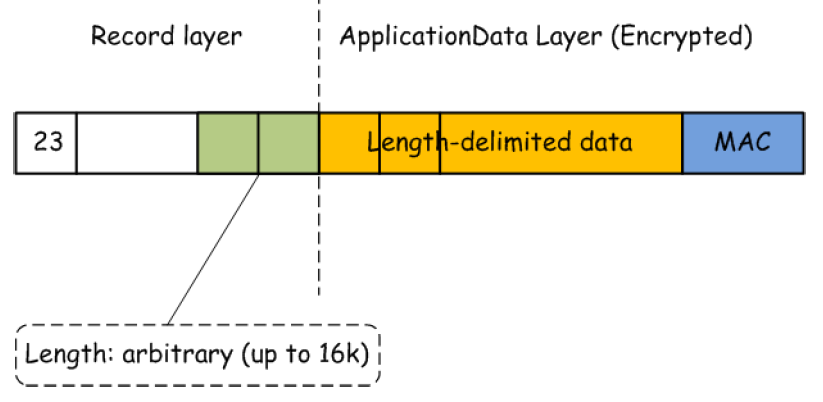 Record layer
ApplicationData Layer (Encrypted)
23
Length-delimited data
MAC
Length: arbitrary (up to 16k)